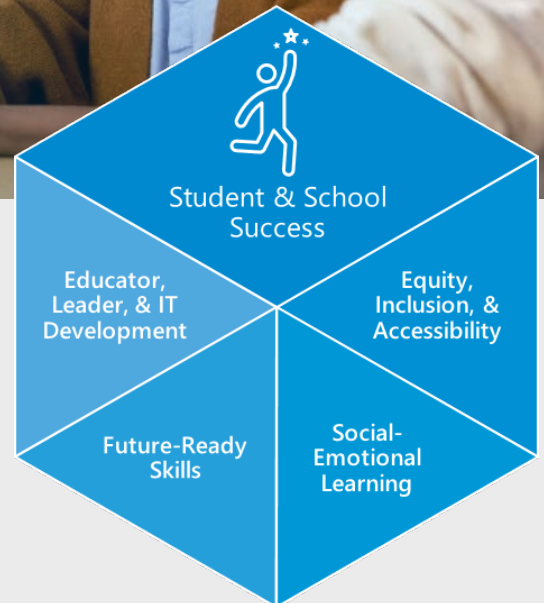 Student & School
Success
Educator,
Leader, & IT
Development
Equity,
Inclusion, &
Accessibility
Future-Ready
Skills
Social-
Emotional
Learning